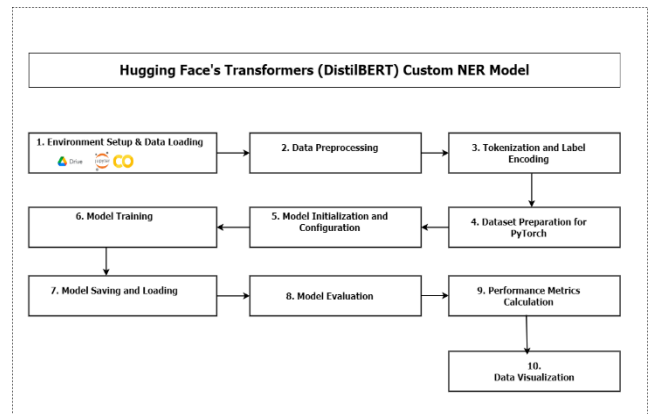 Hugging Face's Transformers (DistilBERT) Custom NER Model
1. Environment Setup & Data Loading
Drive
CO
2. Data Preprocessing
3. Tokenization and Label
Encoding
4. Dataset Preparation for
PyTorch
5. Model Initialization and
Configuration
6. Model Training
7. Model Saving and Loading
8. Model Evaluation
9. Performance Metrics
Calculation
10.
Data Visualization